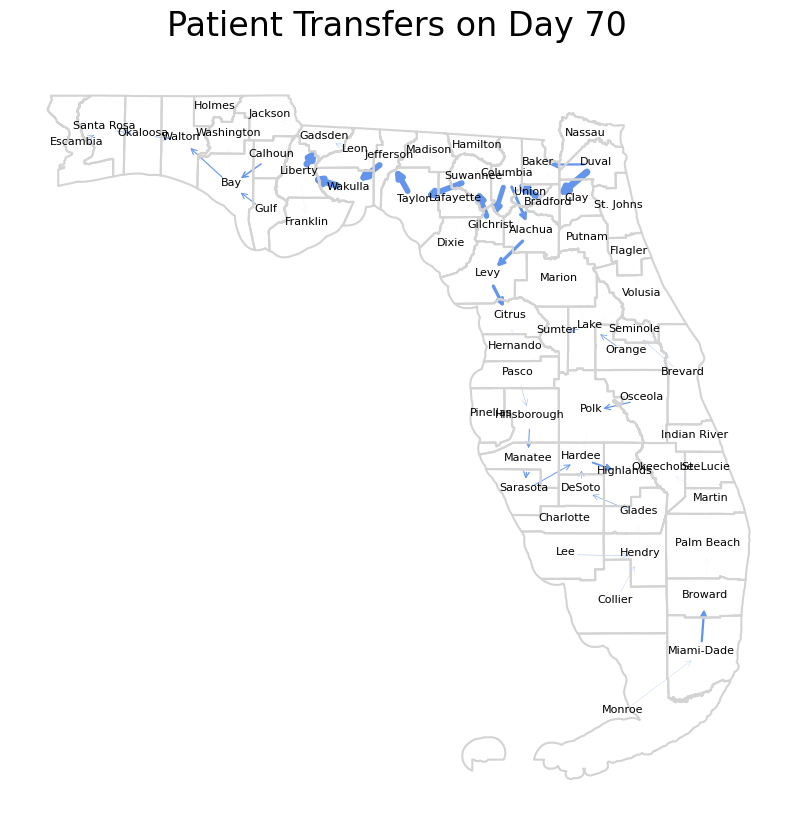 Patient Transfers on Day 70
Holmes
Jackson
Santa Rosa
Okaloosa
Walton
Washington
Escambia
Gadsden
Leon
Jefferson
Madison
Hamilton
Nassau
Calhoun
Liberty
Wakulla
Bay
Gulf
Franklin
Suwannee
Columbia
Baker
Duval
Taylor
Lafayette
Union
Bradford
Clay
St. Johns
Dixie
Gilchrist
Alachua
Putnam
Flagler
Levy
Marion
Volusia
Citrus
Sumter
Lake
Seminole
Hernando
Orange
Pasco
Brevard
Osceola
Pinellas
Hillsborough
Polk
Indian River
Manatee
Hardee
Highlands
Okeechobee
St. Lucie
Sarasota
DeSoto
Martin
Charlotte
Glades
Lee
Hendry
Palm Beach
Collier
Broward
Miami-Dade
Monroe